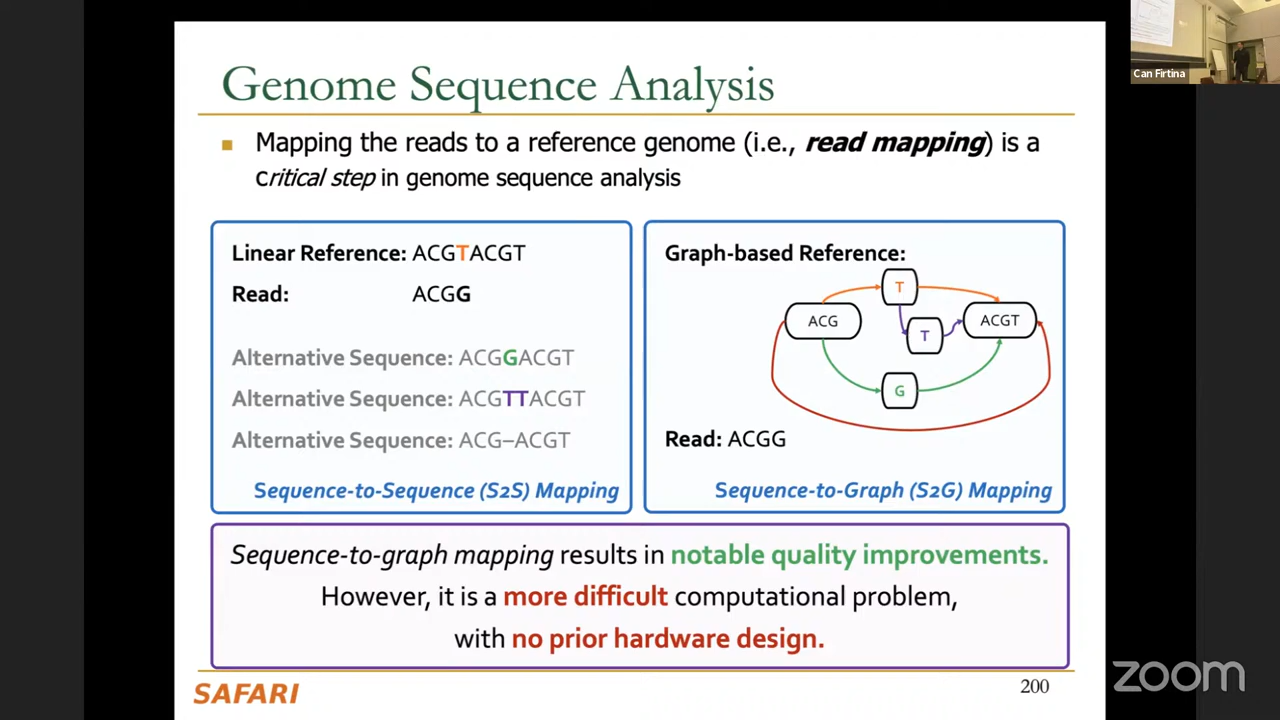 Genome Sequence Analysis
Can Firtina
Mapping the reads to a reference genome (i.e., read mapping) is a
critical step in genome sequence analysis
Linear Reference: ACGTACGT
Read: ACGG
Alternative Sequence: ACGGACGT
Alternative Sequence: ACGTTACGT
Alternative Sequence: ACG–ACGT
Sequence-to-Sequence (S2S) Mapping
Graph-based Reference:
T
ACG
T
ACGT
G
Read: ACGG
Sequence-to-Graph (S2G) Mapping
Sequence-to-graph mapping results in notable quality improvements.
However, it is a more difficult computational problem,
with no prior hardware design.
SAFARI
200
zoom